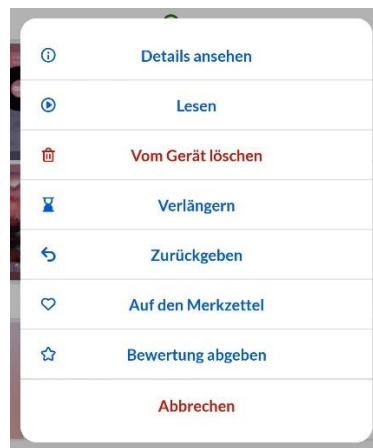 Details ansehen
Lesen
Vom Gerät löschen
Verlängern
Zurückgeben
Auf den Merkzettel
Bewertung abgeben
Abbrechen